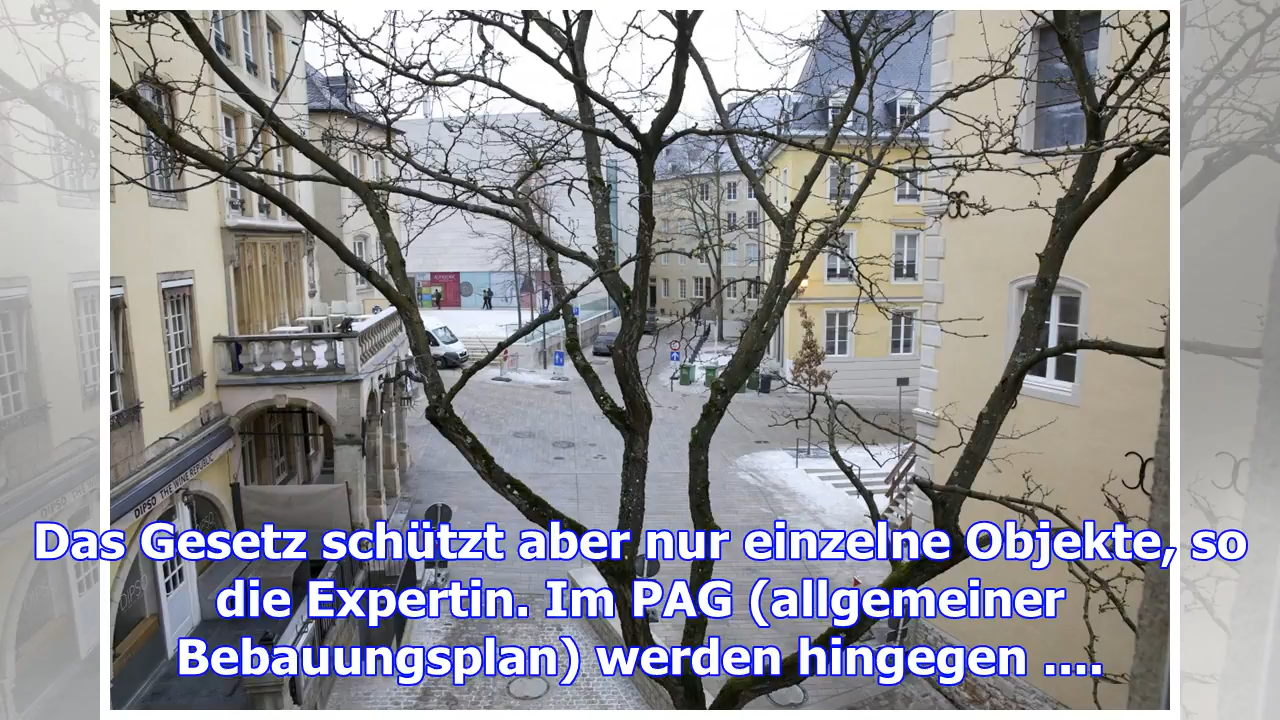 DIPSO THE WINE REPUBLIC
Das Gesetz schützt aber nur einzelne Objekte, so
die Expertin. Im PAG (allgemeiner
Bebauungsplan) werden hingegen ....